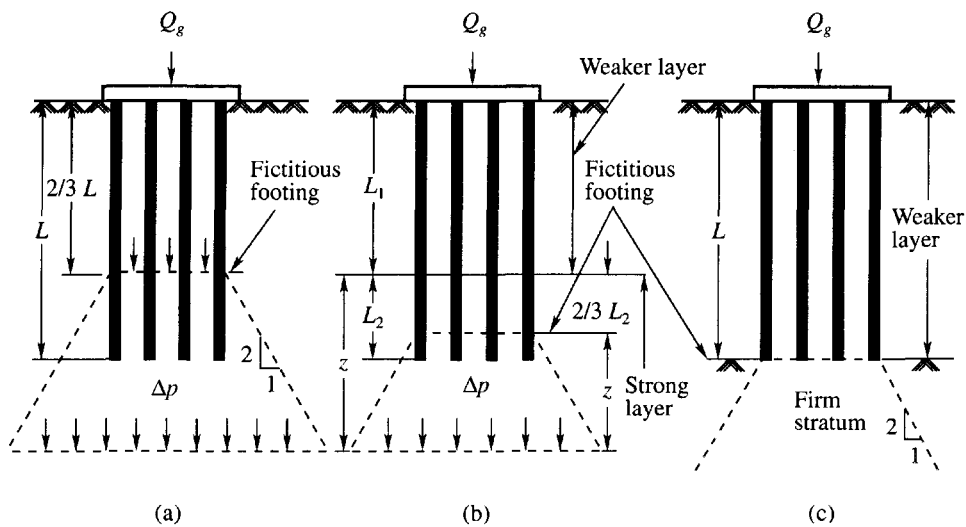 Q_g
Q_g
Q_g
Weaker layer
Fictitious
footing
Fictitious
footing
2/3 L
L
L_1
L_2
2/3 L_2
L
Weaker
layer
2
1
z
z
Δp
Δp
Strong
layer
Firm
stratum
2
1
(a)
(b)
(c)